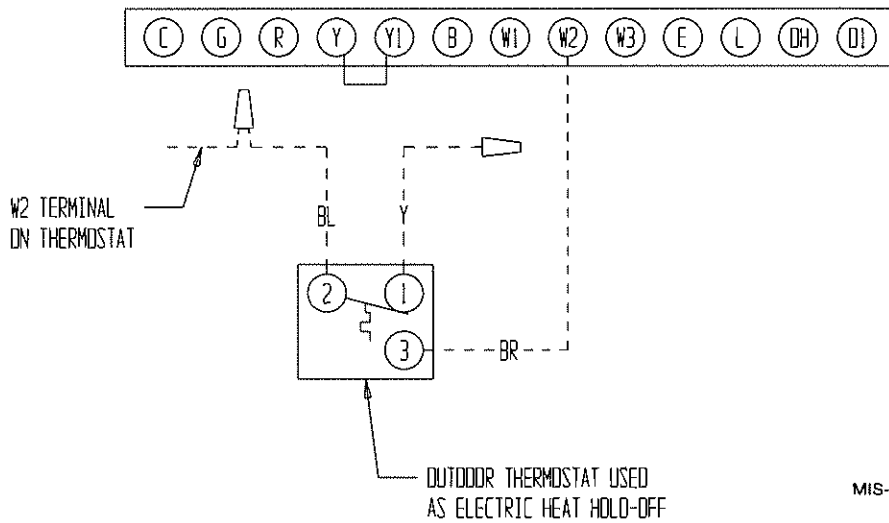 C G R Y Y1 B W1 W2 W3 E L DH D1
W2 TERMINAL
ON THERMOSTAT
BL
Y
2
1
3
BR
OUTDOOR THERMOSTAT USED
AS ELECTRIC HEAT HOLD-OFF
MIS-